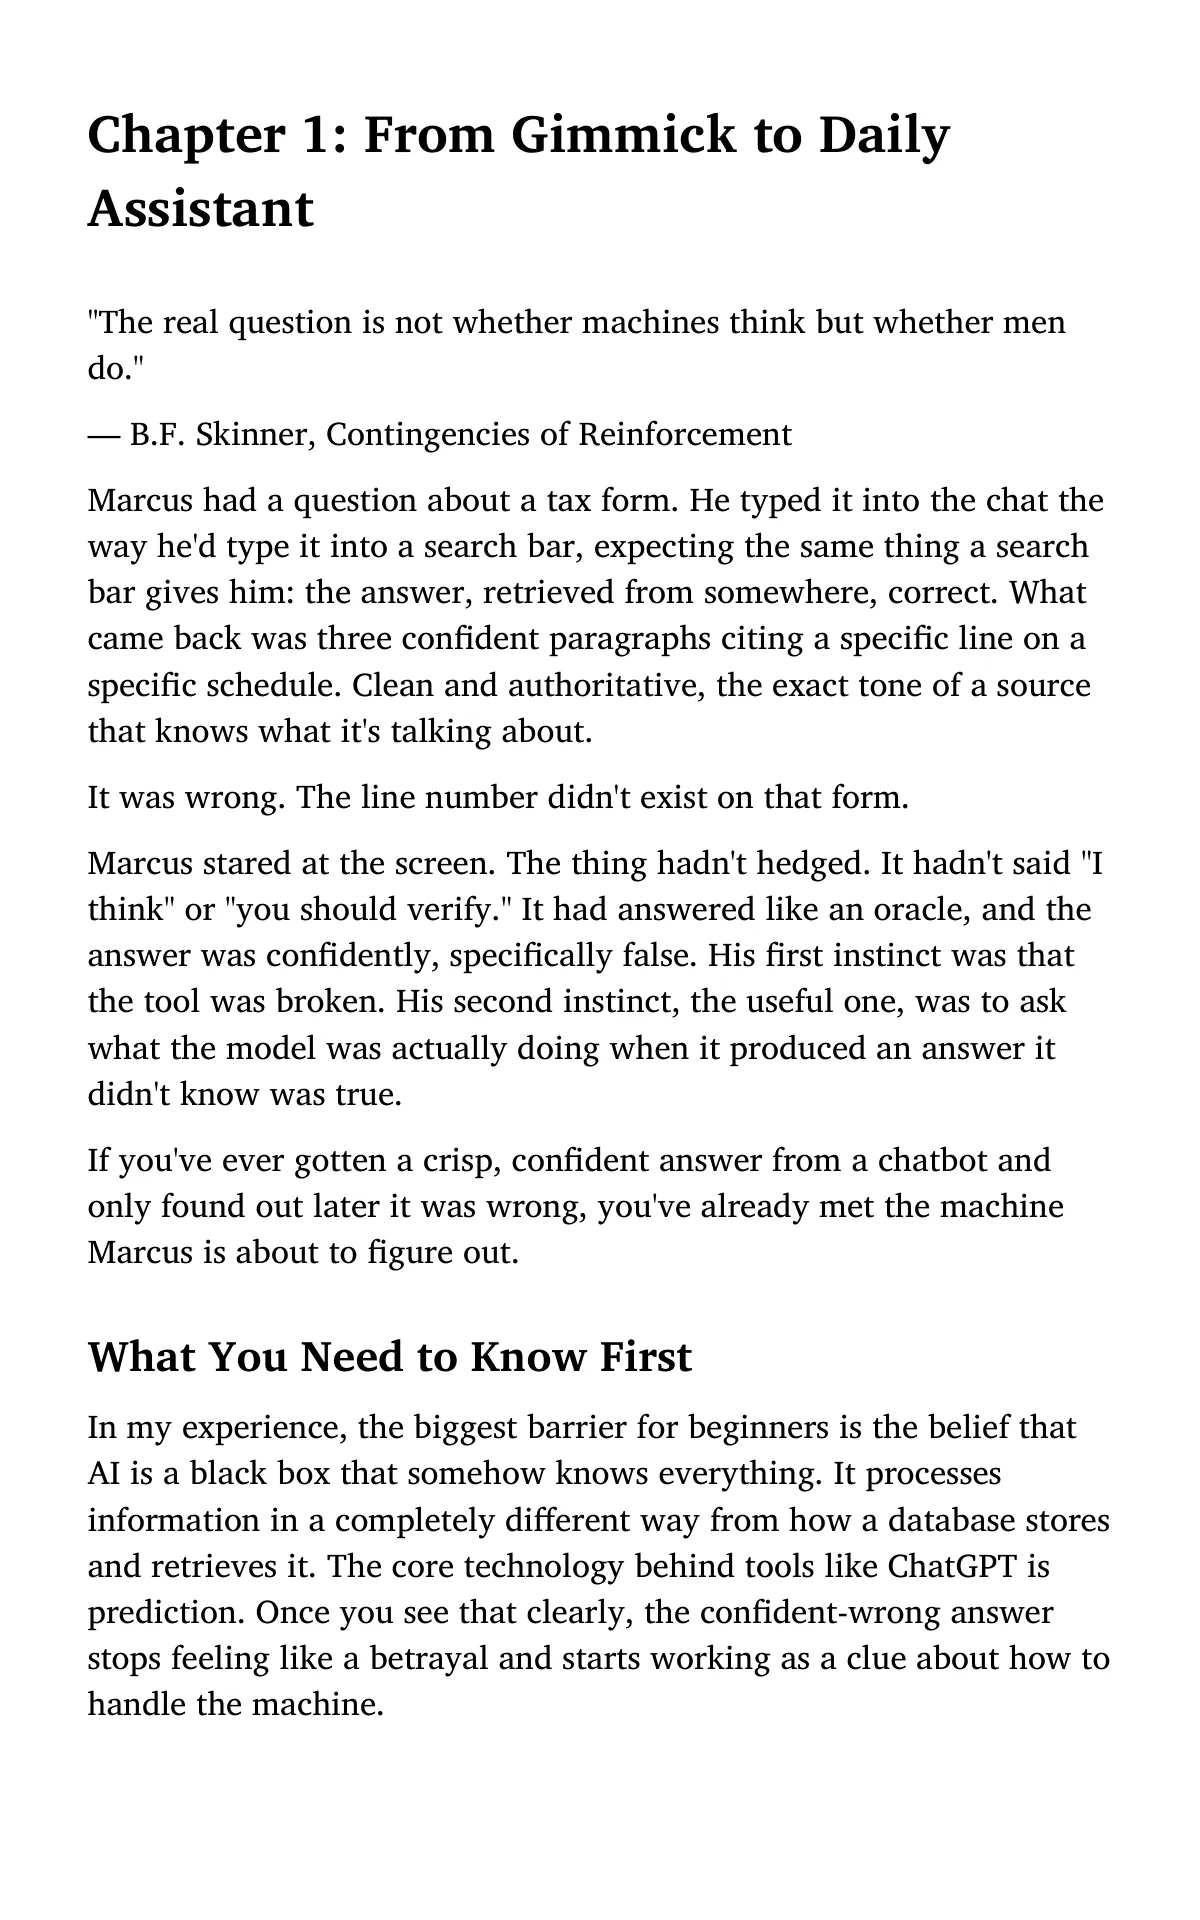 Chapter 1: From Gimmick to Daily
Assistant
"The real question is not whether machines think but whether men
do."
— B.F. Skinner, Contingencies of Reinforcement
Marcus had a question about a tax form. He typed it into the chat the
way he'd type it into a search bar, expecting the same thing a search
bar gives him: the answer, retrieved from somewhere, correct. What
came back was three confident paragraphs citing a specific line on a
specific schedule. Clean and authoritative, the exact tone of a source
that knows what it's talking about.
It was wrong. The line number didn't exist on that form.
Marcus stared at the screen. The thing hadn't hedged. It hadn't said "I
think" or "you should verify." It had answered like an oracle, and the
answer was confidently, specifically false. His first instinct was that
the tool was broken. His second instinct, the useful one, was to ask
what the model was actually doing when it produced an answer it
didn't know was true.
If you've ever gotten a crisp, confident answer from a chatbot and
only found out later it was wrong, you've already met the machine
Marcus is about to figure out.
What You Need to Know First
In my experience, the biggest barrier for beginners is the belief that
AI is a black box that somehow knows everything. It processes
information in a completely different way from how a database stores
and retrieves it. The core technology behind tools like ChatGPT is
prediction. Once you see that clearly, the confident-wrong answer
stops feeling like a betrayal and starts working as a clue about how to
handle the machine.